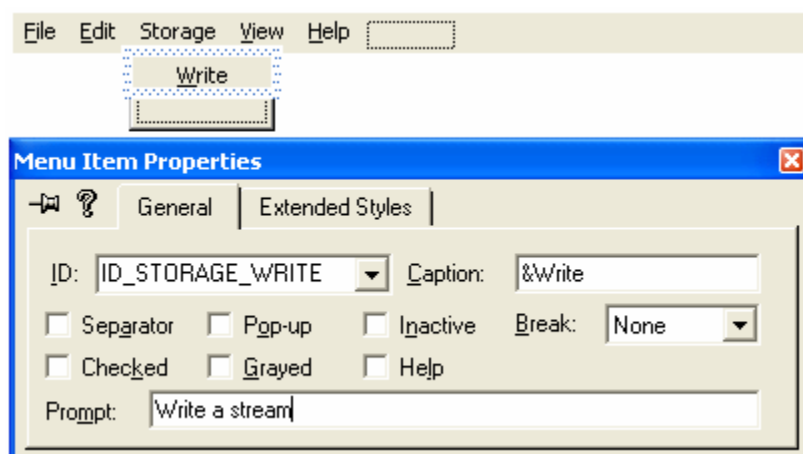 File Edit Storage View Help
Write
Menu Item Properties
General Extended Styles
ID: ID_STORAGE_WRITE Caption: &Write
Separator Pop-up Inactive Break: None
Checked Grayed Help
Prompt: Write a stream